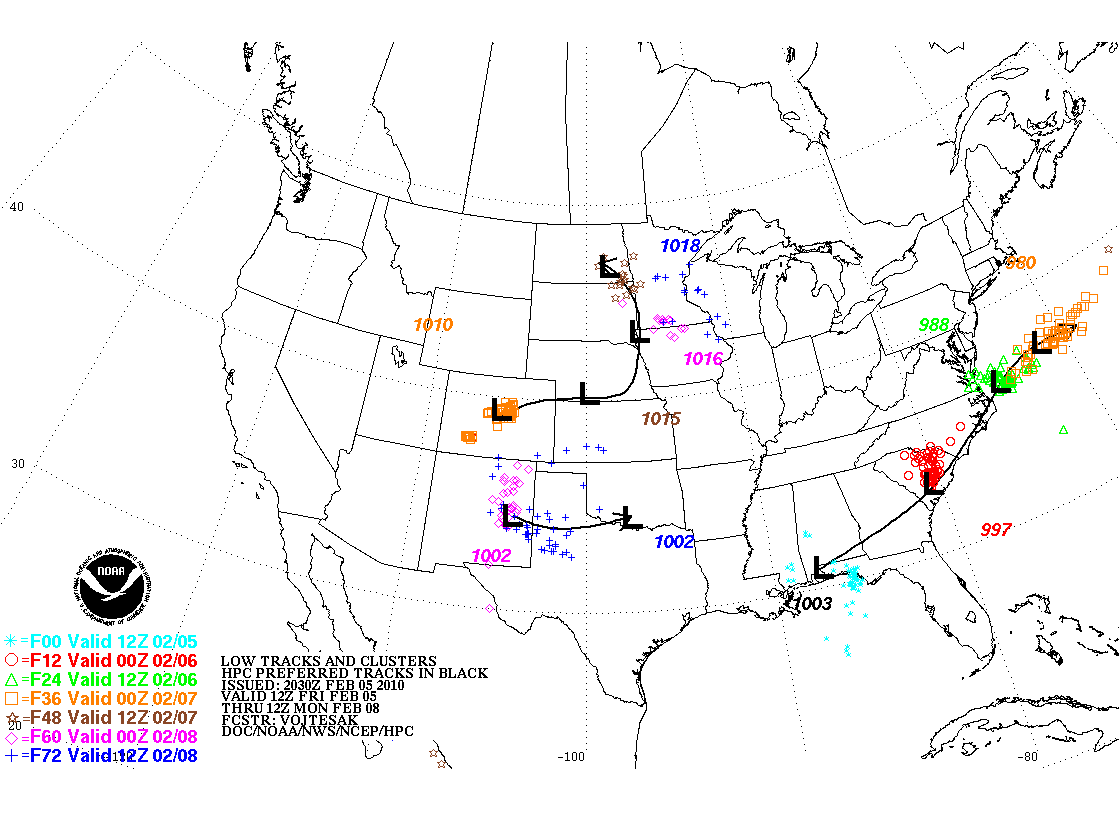 40
1018
980
1010
988
1016
1015
30
997
1002
1002
NOAA
1003
✳=F00 Valid 12Z 02/05
○=F12 Valid 00Z 02/06
△=F24 Valid 12Z 02/06
□=F36 Valid 00Z 02/07
☆=F48 Valid 12Z 02/07
◇=F60 Valid 00Z 02/08
+=F72 Valid 12Z 02/08
20
LOW TRACKS AND CLUSTERS
HPC PREFERRED TRACKS IN BLACK
ISSUED: 2030Z FEB 05 2010
VALID 12Z FRI FEB 05
THRU 12Z MON FEB 08
FCSTR: VOJTESAK
DOC/NOAA/NWS/NCEP/HPC
L
L
L
L
L
L
L
L
L
L
-100
-80